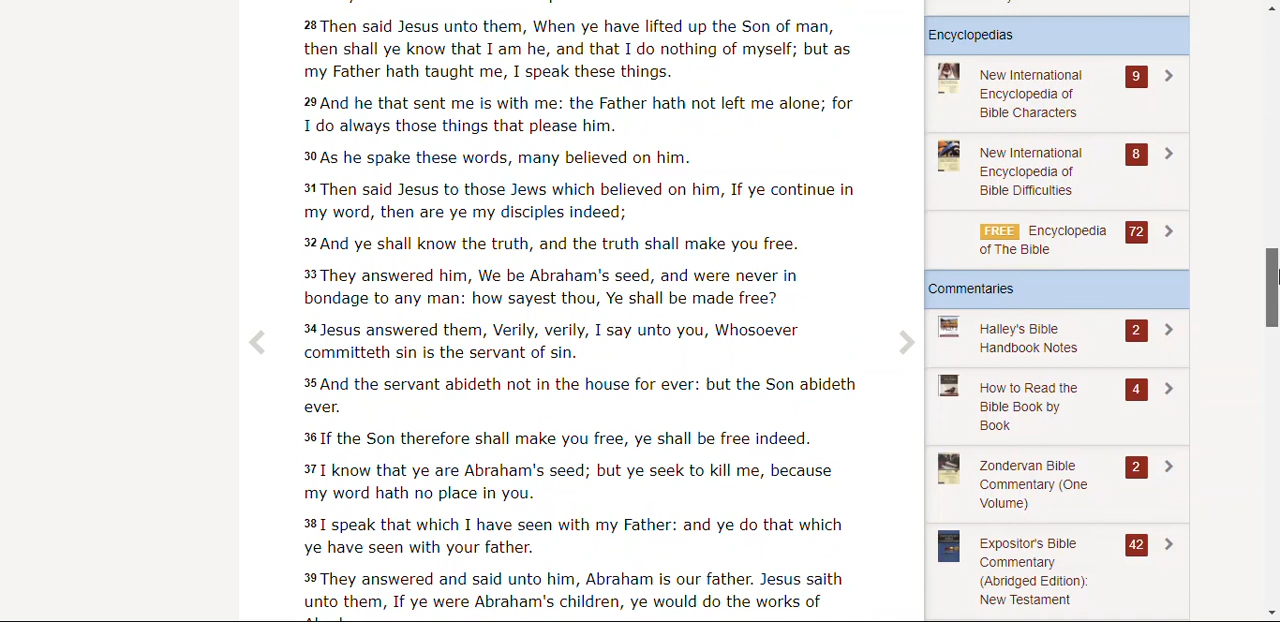 28 Then said Jesus unto them, When ye have lifted up the Son of man,
then shall ye know that I am he, and that I do nothing of myself; but as
my Father hath taught me, I speak these things.
29 And he that sent me is with me: the Father hath not left me alone; for
I do always those things that please him.
30 As he spake these words, many believed on him.
31 Then said Jesus to those Jews which believed on him, If ye continue in
my word, then are ye my disciples indeed;
32 And ye shall know the truth, and the truth shall make you free.
33 They answered him, We be Abraham's seed, and were never in
bondage to any man: how sayest thou, Ye shall be made free?
34 Jesus answered them, Verily, verily, I say unto you, Whosoever
committeth sin is the servant of sin.
35 And the servant abideth not in the house for ever: but the Son abideth
ever.
36 If the Son therefore shall make you free, ye shall be free indeed.
37 I know that ye are Abraham's seed; but ye seek to kill me, because
my word hath no place in you.
38 I speak that which I have seen with my Father: and ye do that which
ye have seen with your father.
39 They answered and said unto him, Abraham is our father. Jesus saith
unto them, If ye were Abraham's children, ye would do the works of
Encyclopedias
New International 9
Encyclopedia of
Bible Characters
New International 8
Encyclopedia of
Bible Difficulties
FREE Encyclopedia 72
of The Bible
Commentaries
Halley's Bible 2
Handbook Notes
How to Read the 4
Bible Book by
Book
Zondervan Bible 2
Commentary (One
Volume)
Expositor's Bible 42
Commentary
(Abridged Edition):
New Testament